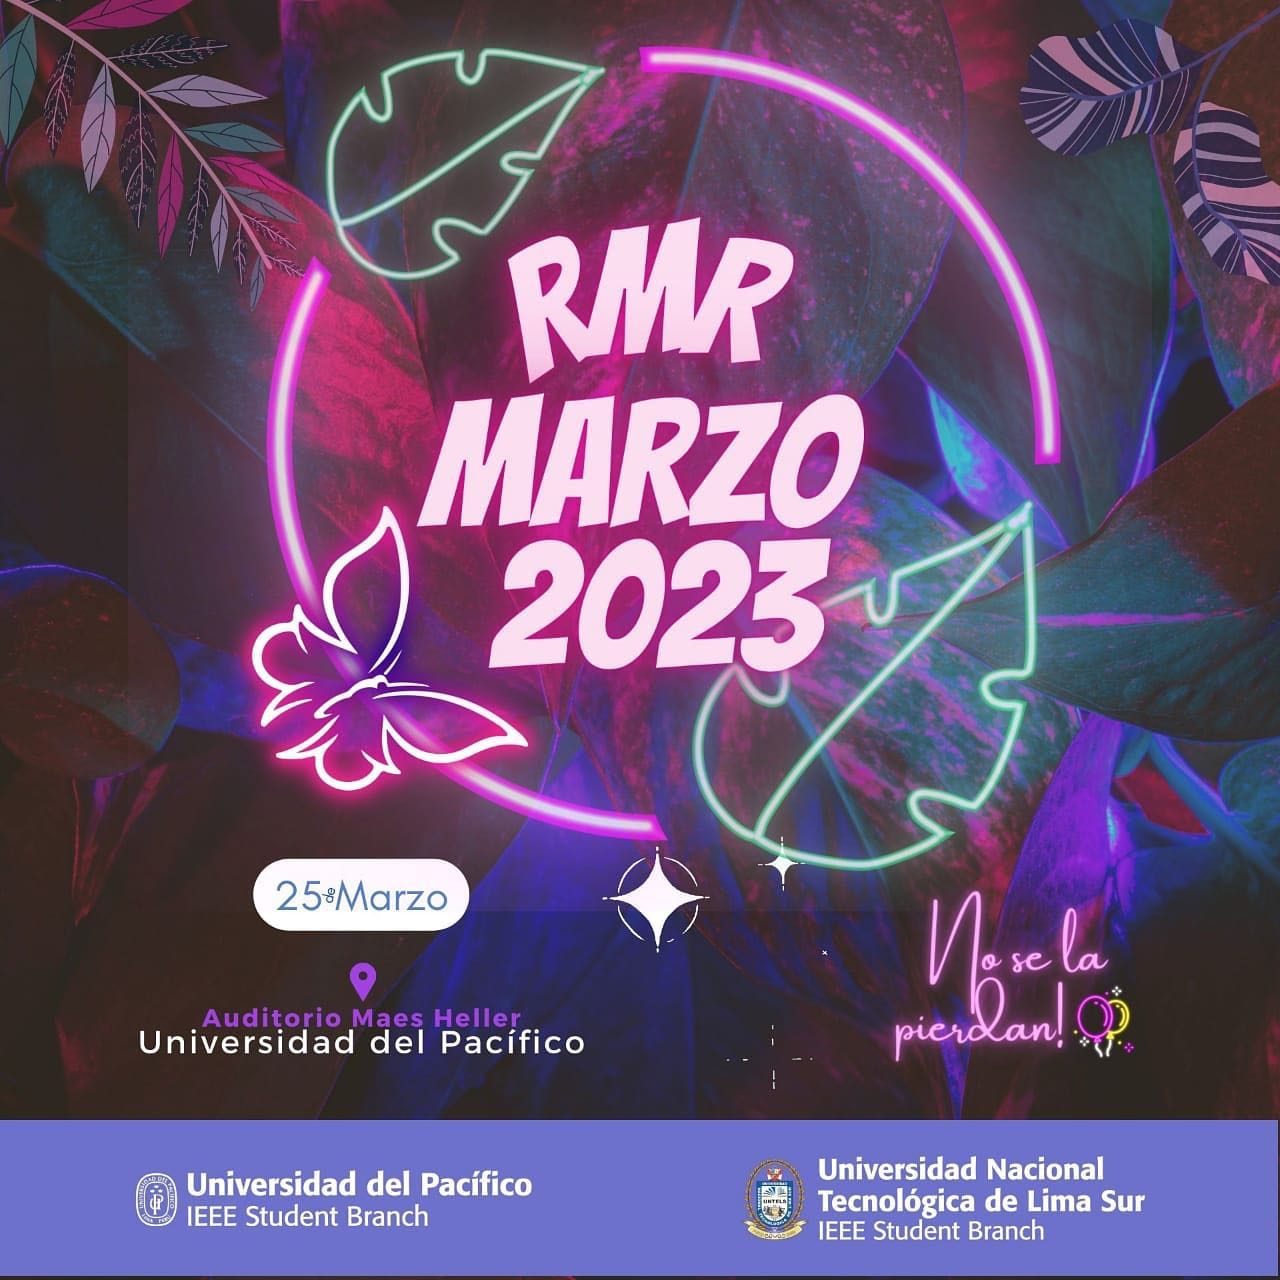 RMR
MARZO
2023
25 de Marzo
No se la
pierdan!
Auditorio Maes Heller
Universidad del Pacífico
Universidad del Pacífico
IEEE Student Branch
Universidad Nacional
Tecnológica de Lima Sur
IEEE Student Branch
UNTELS